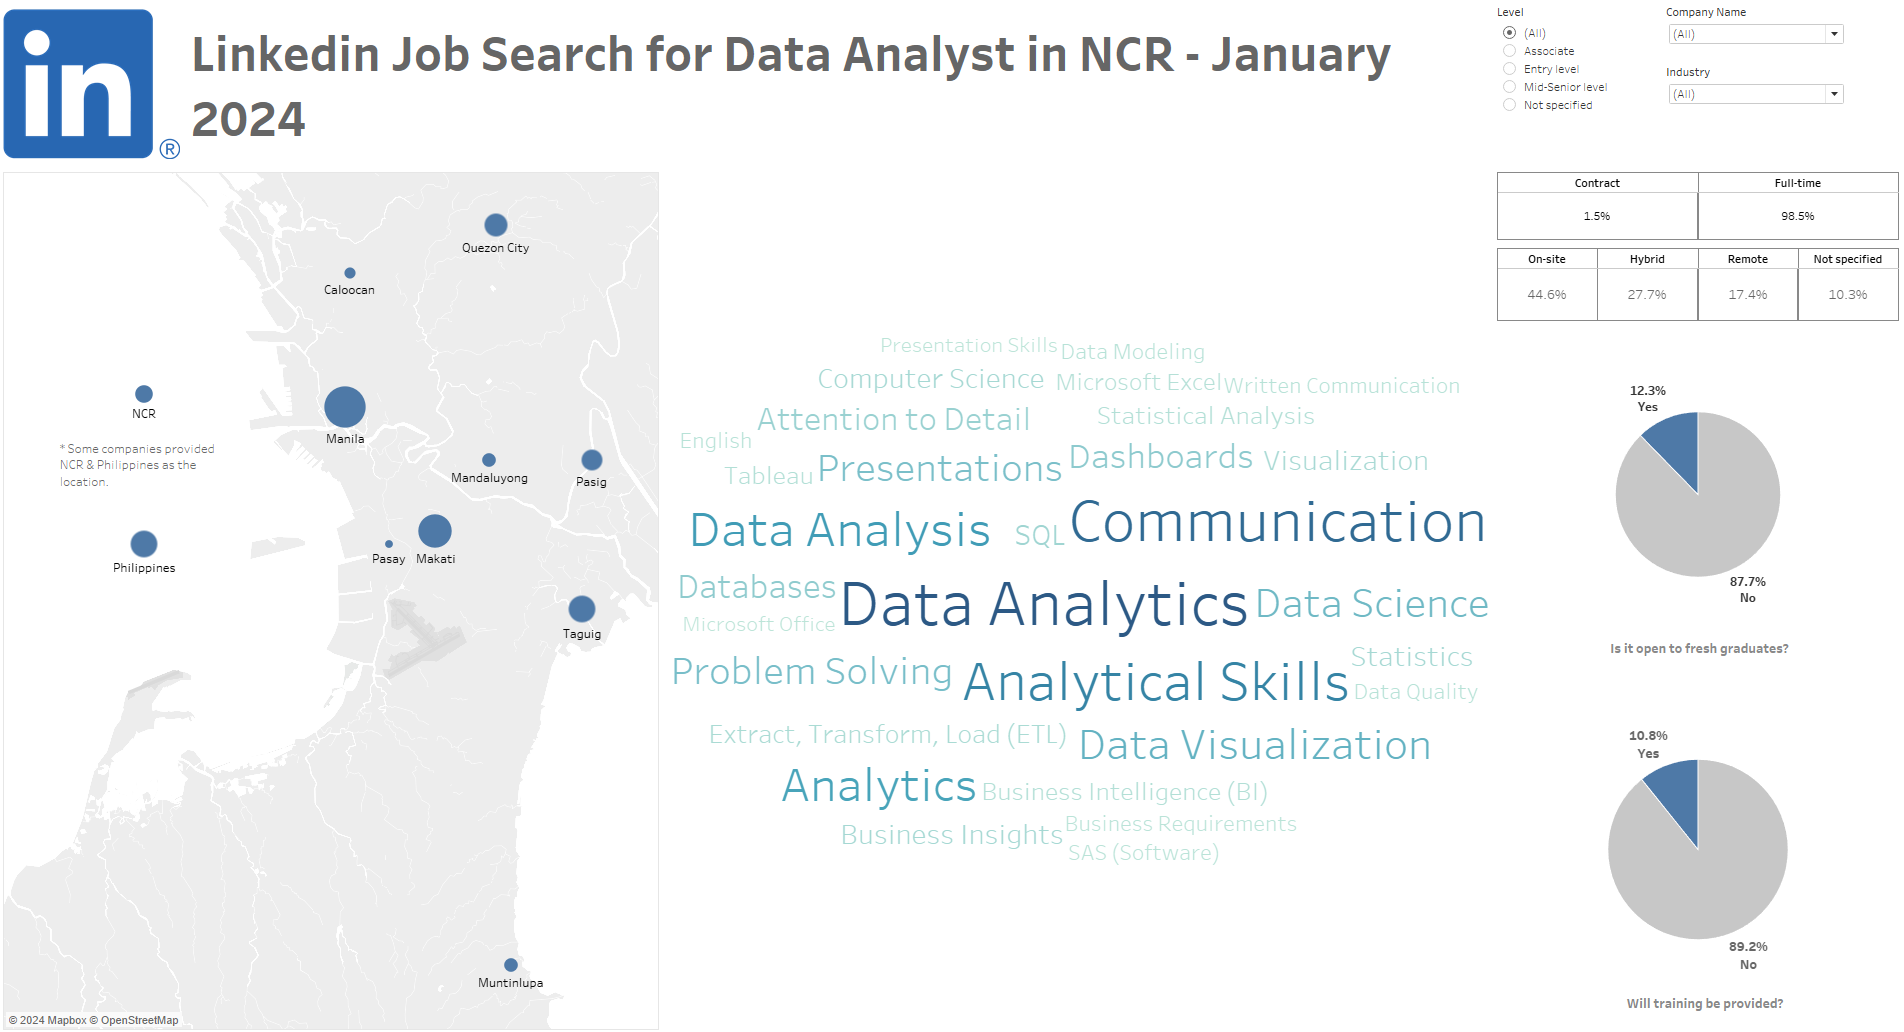 in
®
Linkedin Job Search for Data Analyst in NCR - January
2024
Level
(All)
Associate
Entry level
Mid-Senior level
Not specified
Company Name
(All)
Industry
(All)
Quezon City
Caloocan
NCR
Manila
* Some companies provided
NCR & Philippines as the
location.
Mandaluyong
Pasig
Philippines
Pasay
Makati
Taguig
Muntinlupa
© 2024 Mapbox © OpenStreetMap
Presentation Skills
Data Modeling
Computer Science
Microsoft Excel
Written Communication
Attention to Detail
Statistical Analysis
English
Tableau
Presentations
Dashboards
Visualization
Data Analysis
SQL
Communication
Databases
Data Analytics
Data Science
Microsoft Office
Problem Solving
Analytical Skills
Statistics
Data Quality
Extract, Transform, Load (ETL)
Data Visualization
Analytics
Business Intelligence (BI)
Business Insights
Business Requirements
SAS (Software)
Contract Full-time
1.5% 98.5%
On-site Hybrid Remote Not specified
44.6% 27.7% 17.4% 10.3%
12.3%
Yes
87.7%
No
Is it open to fresh graduates?
10.8%
Yes
89.2%
No
Will training be provided?